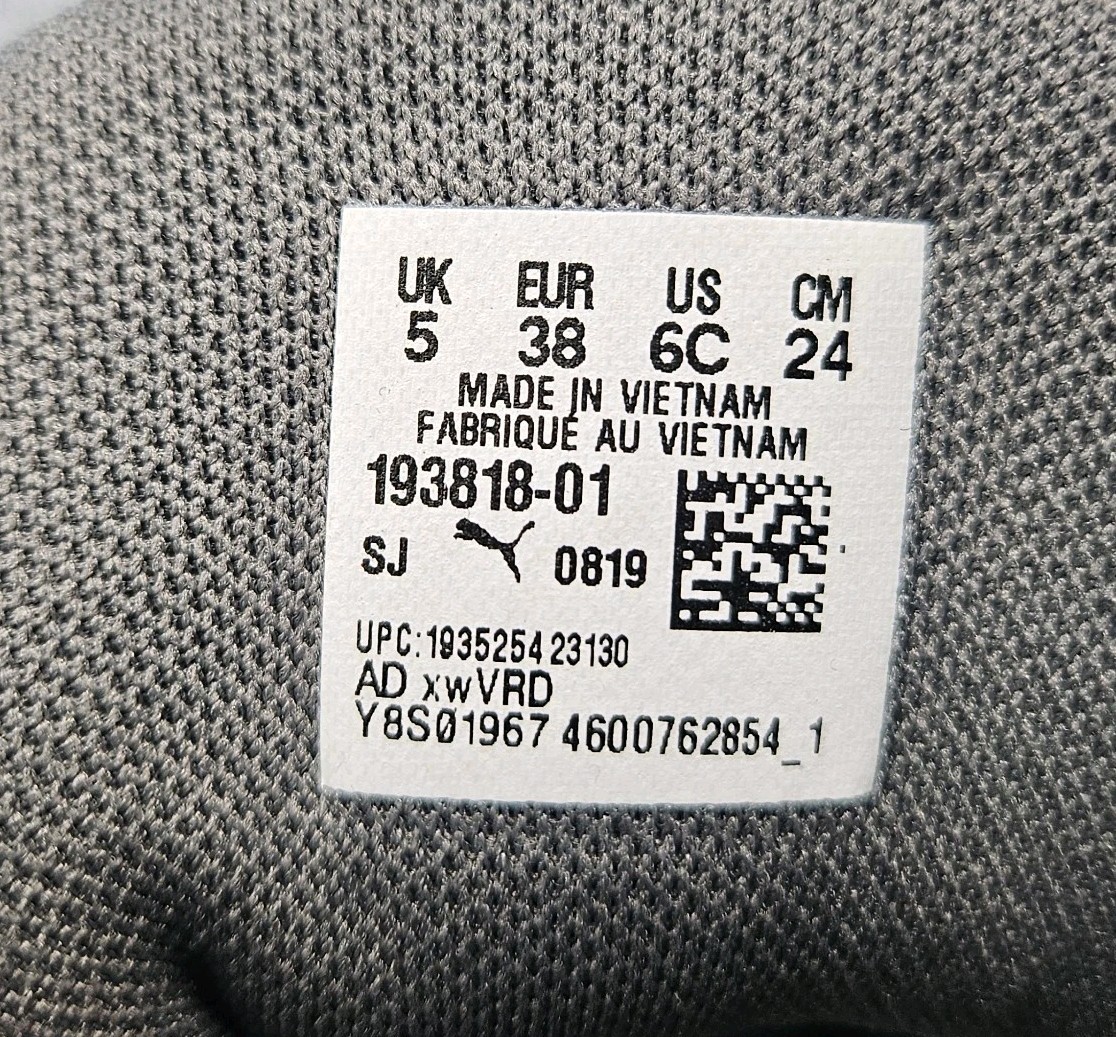 UK EUR US CM
5 38 6C 24
MADE IN VIETNAM
FABRIQUÉ AU VIETNAM
193818-01
SJ 0819
UPC:193525423130
AD xwVRD
Y8S01967 4600762854_1